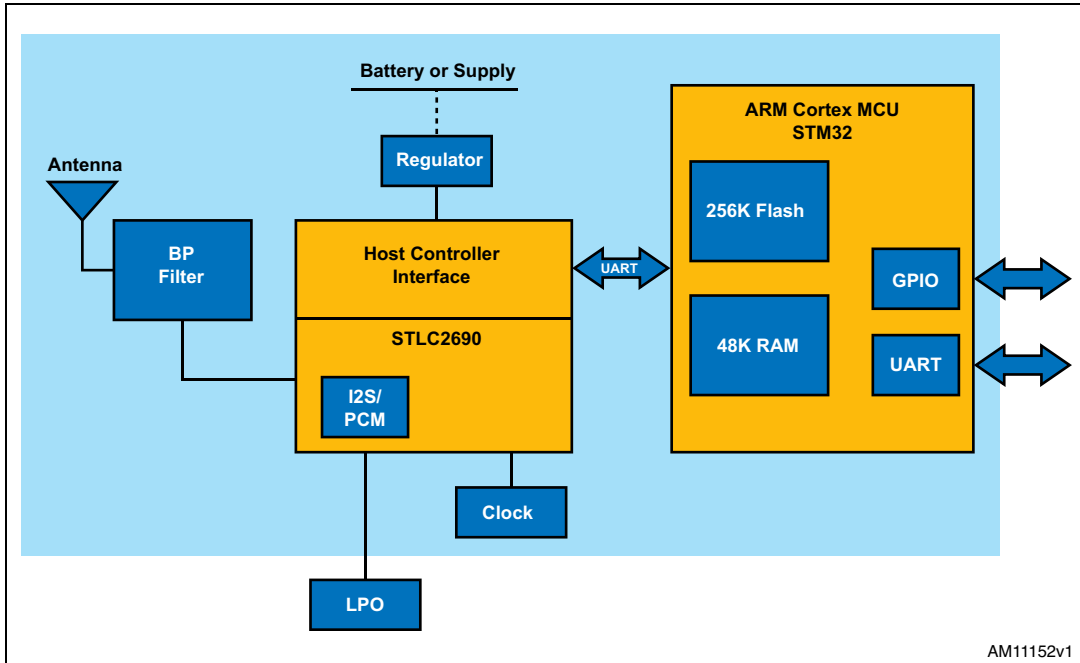 Battery or Supply
ARM Cortex MCU
STM32
Antenna
Regulator
256K Flash
BP
Filter
Host Controller
Interface
UART
GPIO
STLC2690
48K RAM
UART
I2S/
PCM
Clock
LPO
AM11152v1